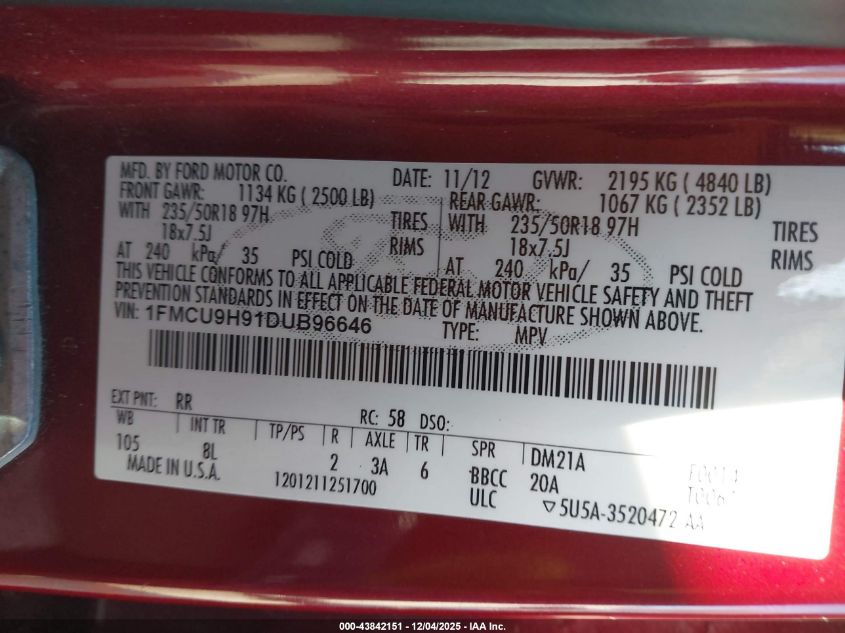 MFD. BY FORD MOTOR CO. DATE: 11/12 GVWR: 2195 KG ( 4840 LB)
FRONT GAWR: 1134 KG ( 2500 LB) REAR GAWR: 1067 KG ( 2352 LB)
WITH 235/50R18 97H TIRES WITH 235/50R18 97H TIRES
18x7.5J RIMS 18x7.5J RIMS
AT 240 kPa/ 35 PSI COLD AT 240 kPa/ 35 PSI COLD
THIS VEHICLE CONFORMS TO ALL APPLICABLE FEDERAL MOTOR VEHICLE SAFETY AND THEFT
PREVENTION STANDARDS IN EFFECT ON THE DATE OF MANUFACTURE SHOWN ABOVE.
VIN: 1FMCU9H91DUB96646 TYPE: MPV
EXT PNT: RR RC: 58 DSO:
WB INT TR TP/PS R AXLE TR SPR DM21A
105 8L 2 3A 6 BBCC 20A
MADE IN U.S.A. 1201211251700 ULC ▽5U5A-3520472 AA
000-43842151 - 12/04/2025 - IAA Inc.